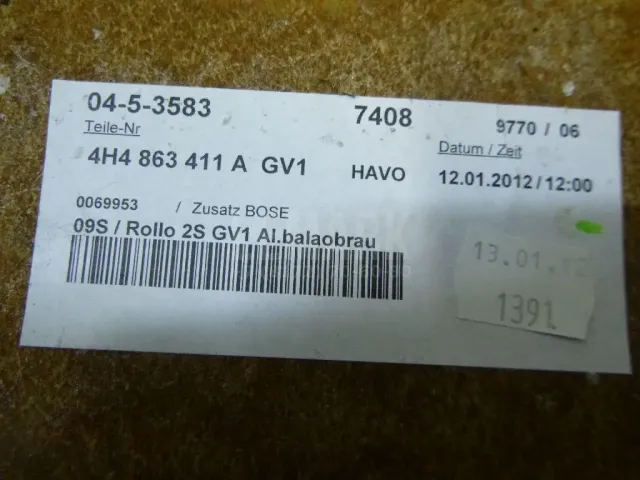 04-5-3583 7408 9770 / 06
Teile-Nr Datum / Zeit
4H4 863 411 A GV1 HAVO 12.01.2012 / 12:00
0069953 / Zusatz BOSE
09S / Rollo 2S GV1 Al.balaobrau
13.01.12
1391